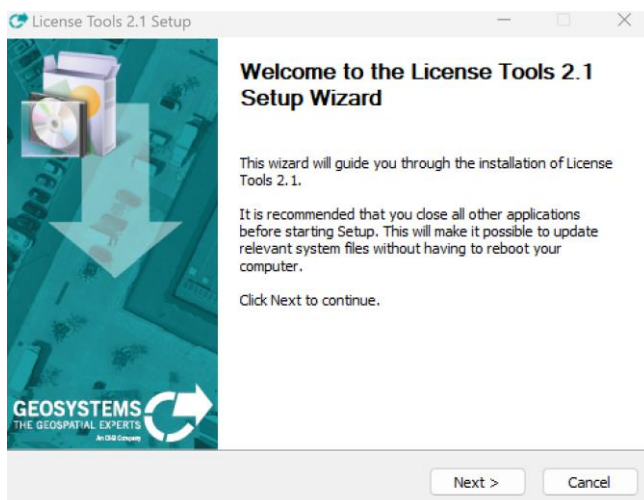 License Tools 2.1 Setup
Welcome to the License Tools 2.1
Setup Wizard
This wizard will guide you through the installation of License
Tools 2.1.
It is recommended that you close all other applications
before starting Setup. This will make it possible to update
relevant system files without having to reboot your
computer.
Click Next to continue.
GEOSYSTEMS
THE GEOSPATIAL EXPERTS
Next >
Cancel